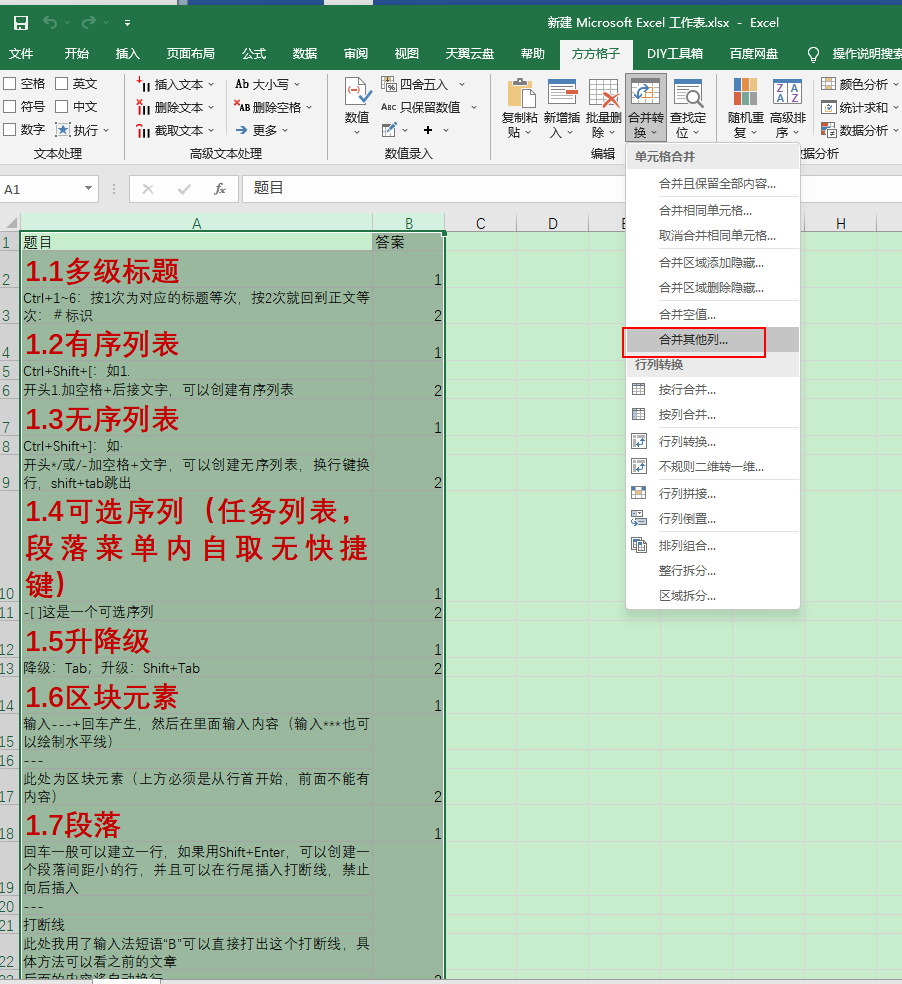 新建 Microsoft Excel 工作表.xlsx - Excel
文件 开始 插入 页面布局 公式 数据 审阅 视图 天翼云盘 帮助 方方格子 DIY工具箱 百度网盘 操作说明搜索
空格 英文 插入文本 Ab 大小写 四舍五入 颜色分析
符号 中文 删除文本 AB 删除空格 ABC 只保留数值 统计求和
数字 执行 截取文本 更多 数据分析
数值 复制粘贴 新增插入 批量删除 合并转换 查找定位 随机重复 高级排序
文本处理 高级文本处理 数值录入 编辑 数据分析
A1 fx 题目
A B C D E H
1 题目 答案
2 1.1多级标题 1
3 Ctrl+1~6：按1次为对应的标题等次，按2次就回到正文等
次：# 标识 2
4 1.2有序列表 1
5 Ctrl+Shift+[：如1.
6 开头1.加空格+后接文字，可以创建有序列表 2
7 1.3无序列表 1
8 Ctrl+Shift+]：如·
9 开头*/或/-加空格+文字，可以创建无序列表，换行键换
行，shift+tab跳出 2
10 1.4可选序列（任务列表，
段落菜单内自取无快捷
键） 1
11 -[ ]这是一个可选序列 2
12 1.5升降级 1
13 降级：Tab；升级：Shift+Tab 2
14 1.6区块元素 1
15 输入---+回车产生，然后在里面输入内容（输入***也可
以绘制水平线）
16 ---
17 此处为区块元素（上方必须是从行首开始，前面不能有
内容） 2
18 1.7段落 1
19 回车一般可以建立一行，如果用Shift+Enter，可以创建一
个段落间距小的行，并且可以在行尾插入打断线，禁止
向后插入
20 ---
21 打断线
22 此处我用了输入法短语“B”可以直接打出这个打断线，具
体方法可以看之前的文章
后面的内容将自动换行
单元格合并
合并且保留全部内容...
合并相同单元格...
取消合并相同单元格...
合并区域添加隐藏...
合并区域删除隐藏...
合并空值...
合并其他列...
行列转换
按行合并...
按列合并...
行列转换...
不规则二维转一维...
行列拼接...
行列倒置...
排列组合...
整行拆分...
区域拆分...